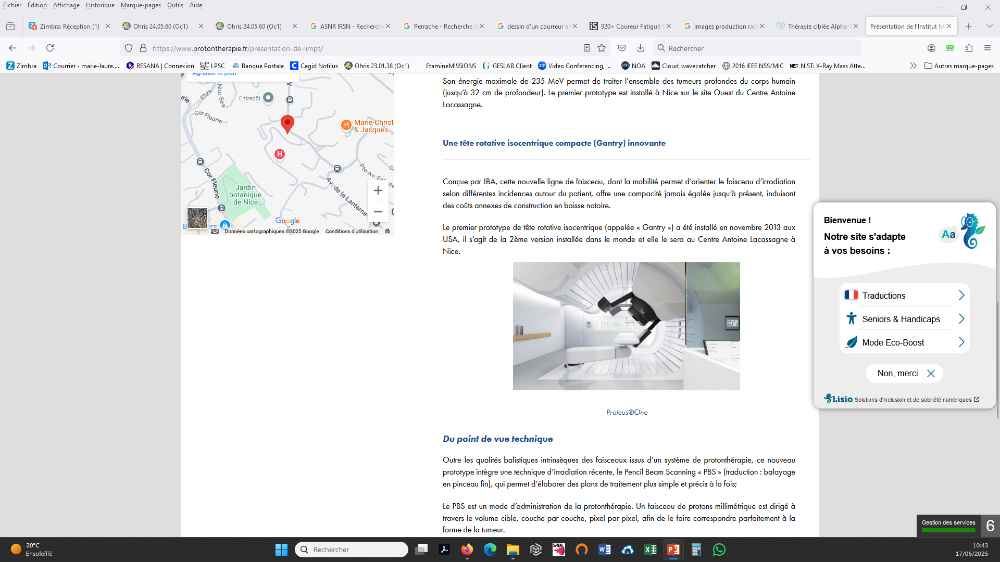 Fichier Édition Affichage Historique Marque-pages Outils Aide
Zimbra: Réception (1)
Ohris 24.05.60 (Oc1)
Ohris 24.05.60 (Oc1)
ASNR IRSN - Recherche
Perrache - Recherche G
dessin d'un courreur à l
920+ Coureur Fatigué S
images production rad
Thérapie ciblée Alpha-
Présentation de l'Institut M
https://www.protontherapie.fr/presentation-de-limpt/
Rechercher
Zimbra
Courrier - marie-laure....
RESANA | Connexion
LPSC
Banque Postale
Cegid Notilus
Ohris 23.01.38 (Oc1)
EtamineMISSIONS
GESLAB Client
Video Conferencing, ...
NOA
Cloud_wavecatcher
2016 IEEE NSS/MIC
NIST: X-Ray Mass Atte...
Autres marque-pages
Agrandir le plan
Eliza
Azur Sea
Entrepôt
Cor Fleurie
Marie-Christ
& Jacques
H
Cor Fleurie
Jardin
botanique
de Nice
Av. de la Lanterne
Google
Données cartographiques ©2025 Google
Conditions d'utilisation
Son énergie maximale de 235 MeV permet de traiter l'ensemble des tumeurs profondes du corps humain
(jusqu'à 32 cm de profondeur). Le premier prototype est installé à Nice sur le site Ouest du Centre Antoine
Lacassagne.
Une tête rotative isocentrique compacte (Gantry) innovante
Conçue par IBA, cette nouvelle ligne de faisceau, dont la mobilité permet d'orienter le faisceau d'irradiation
selon différentes incidences autour du patient, offre une compacité jamais égalée jusqu'à présent, induisant
des coûts annexes de construction en baisse notoire.
Le premier prototype de tête rotative isocentrique (appelée « Gantry ») a été installé en novembre 2013 aux
USA, il s'agit de la 2ème version installée dans le monde et elle le sera au Centre Antoine Lacassagne à
Nice.
Proteus®One
Du point de vue technique
Outre les qualités balistiques intrinsèques des faisceaux issus d'un système de protonthérapie, ce nouveau
prototype intègre une technique d'irradiation récente, le Pencil Beam Scanning « PBS » (traduction : balayage
en pinceau fin), qui permet d'élaborer des plans de traitement plus simple et précis à la fois;
Le PBS est un mode d'administration de la protonthérapie. Un faisceau de protons millimétrique est dirigé à
travers le volume cible, couche par couche, pixel par pixel, afin de le faire correspondre parfaitement à la
forme de la tumeur.
Bienvenue !
Notre site s'adapte
à vos besoins :
Aa
Traductions
Seniors & Handicaps
Mode Eco-Boost
Non, merci
Lisio Solutions d'inclusion et de sobriété numériques
Gestion des services
6
20°C
Ensoleillé
Rechercher
10:43
17/06/2025